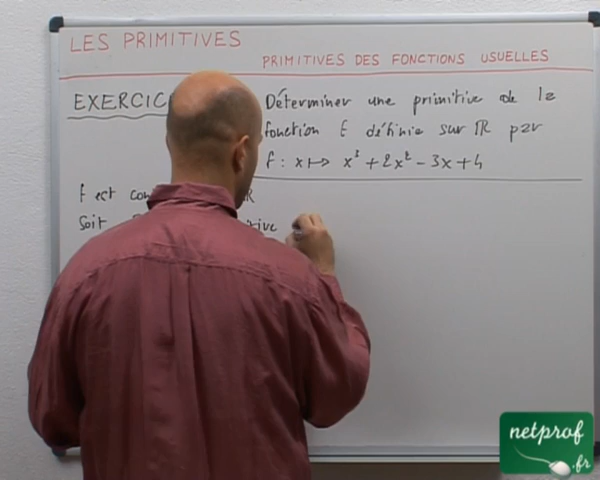 LES PRIMITIVES
PRIMITIVES DES FONCTIONS USUELLES
EXERCIC
Déterminer une primitive de la
fonction f définie sur ℝ par
f : x ↦ x³ + 2x² - 3x + 4
f est con R
Soit itive
netprof
.fr